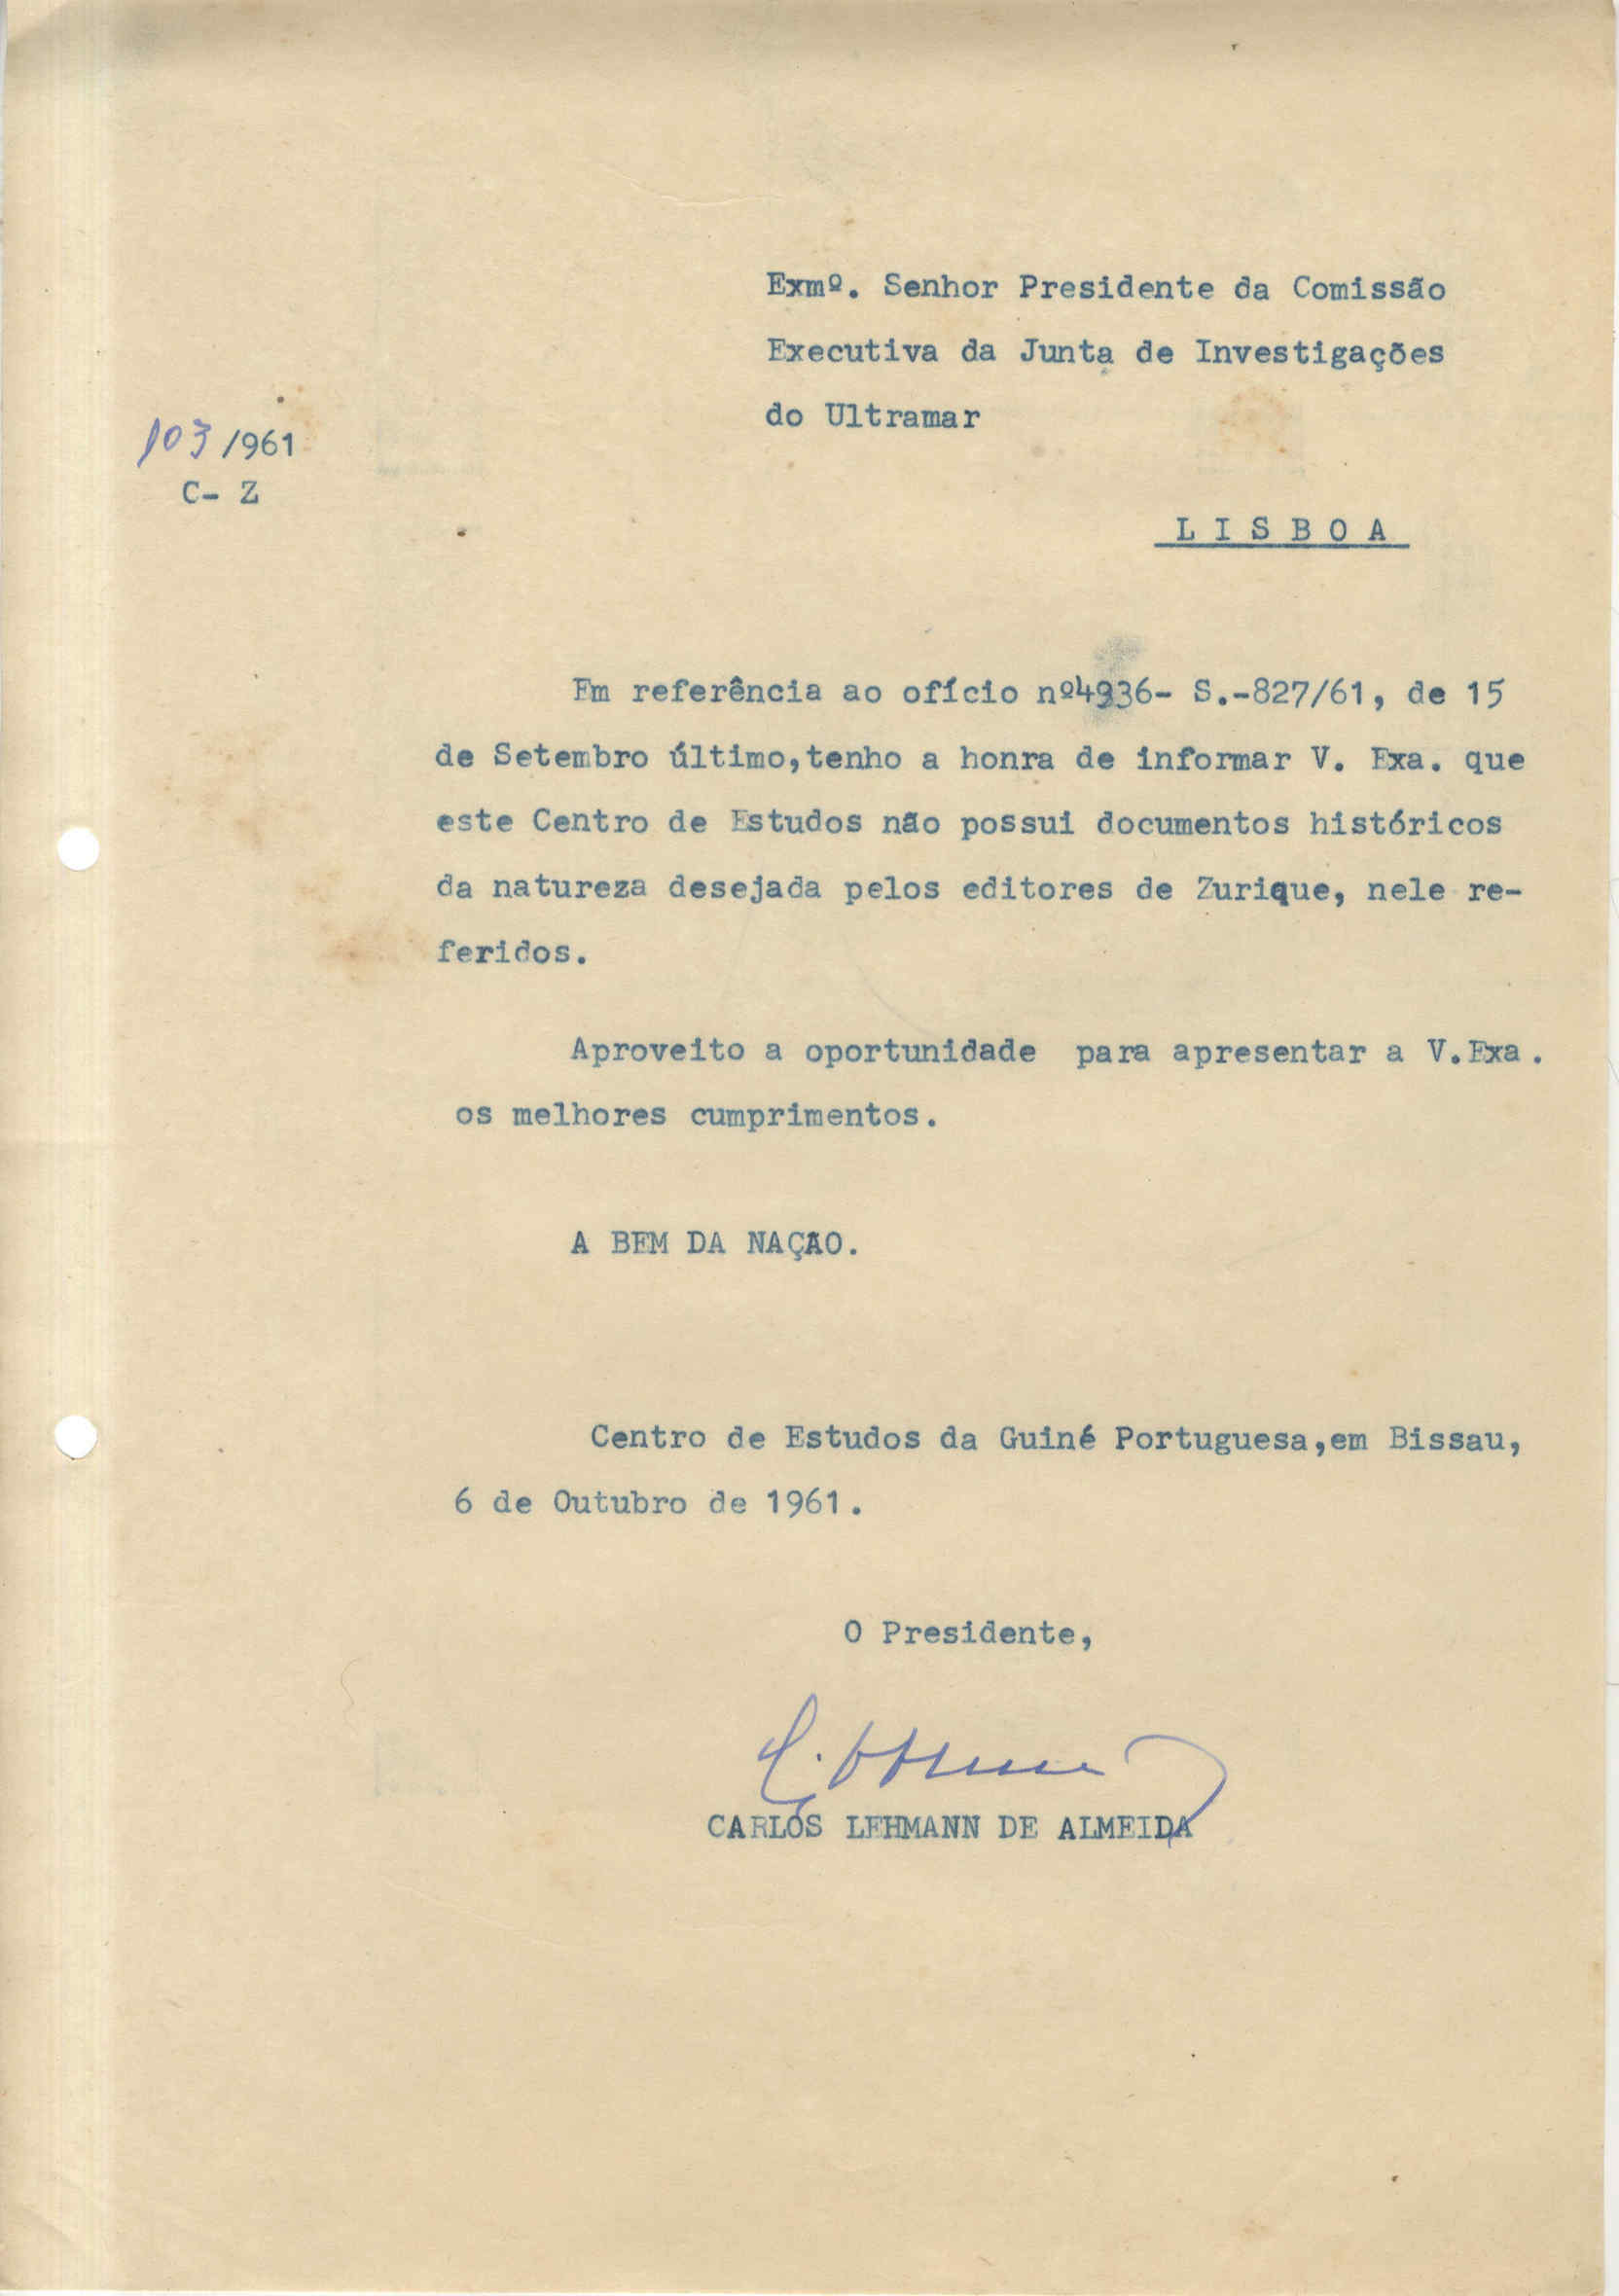 Exmº. Senhor Presidente da Comissão
Executiva da Junta de Investigações
do Ultramar
103/961
C- Z
L I S B O A
Em referência ao ofício nº4936- S.-827/61, de 15
de Setembro último,tenho a honra de informar V. Exa. que
este Centro de Estudos não possui documentos históricos
da natureza desejada pelos editores de Zurique, nele re-
feridos.
Aproveito a oportunidade para apresentar a V.Exa.
os melhores cumprimentos.
A BEM DA NAÇÃO.
Centro de Estudos da Guiné Portuguesa,em Bissau,
6 de Outubro de 1961.
O Presidente,
CARLOS LEHMANN DE ALMEIDA